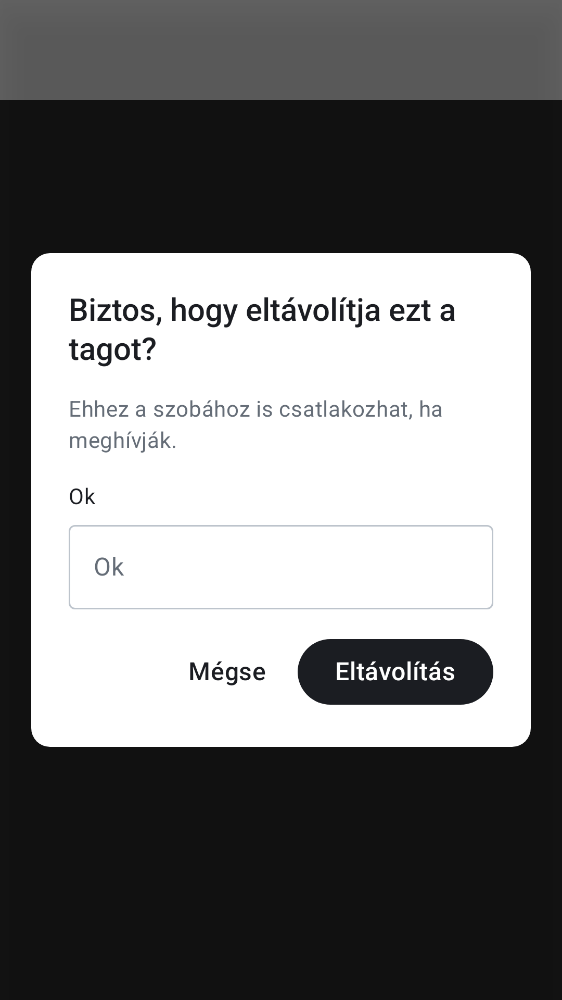 Biztos, hogy eltávolítja ezt a
tagot?
Ehhez a szobához is csatlakozhat, ha
meghívják.
Ok
Ok
Mégse
Eltávolítás